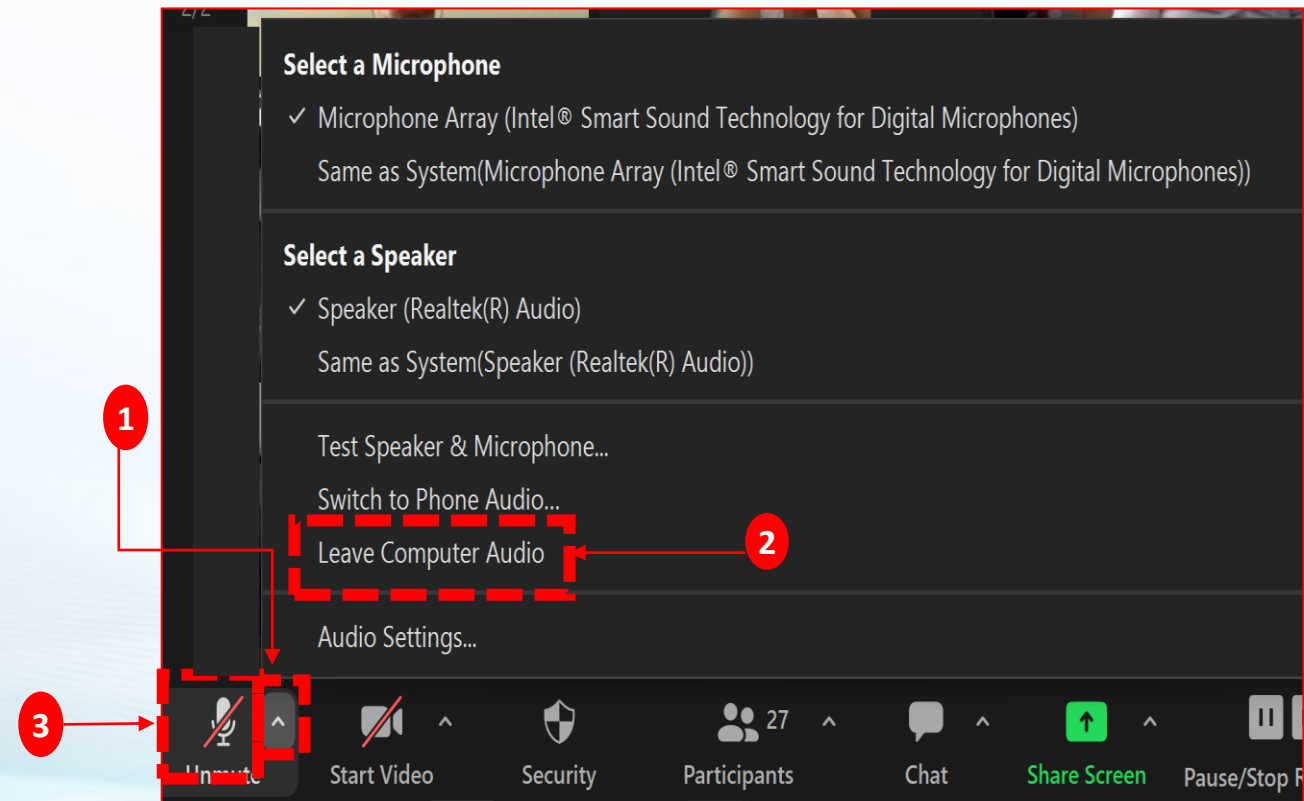 2/2
Select a Microphone
✓ Microphone Array (Intel® Smart Sound Technology for Digital Microphones)
Same as System(Microphone Array (Intel® Smart Sound Technology for Digital Microphones))
Select a Speaker
✓ Speaker (Realtek(R) Audio)
Same as System(Speaker (Realtek(R) Audio))
1
Test Speaker & Microphone...
Switch to Phone Audio...
Leave Computer Audio
2
Audio Settings...
3
27
Unmute
Start Video
Security
Participants
Chat
Share Screen
Pause/Stop R